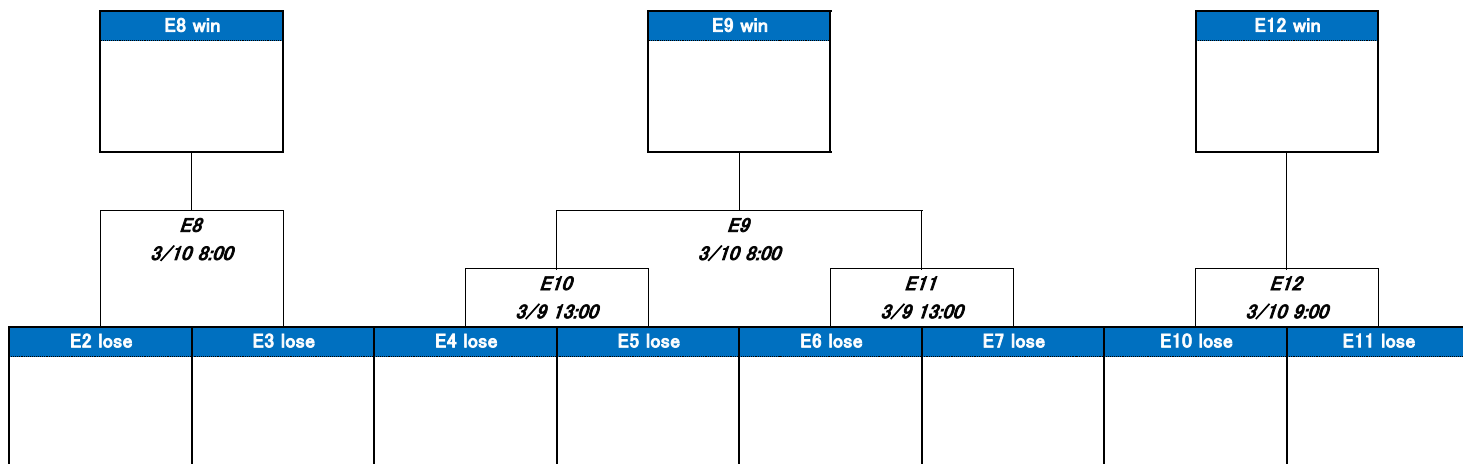 E8 win
E9 win
E12 win
E8
3/10 8:00
E9
3/10 8:00
E10
3/9 13:00
E11
3/9 13:00
E12
3/10 9:00
E2 lose
E3 lose
E4 lose
E5 lose
E6 lose
E7 lose
E10 lose
E11 lose